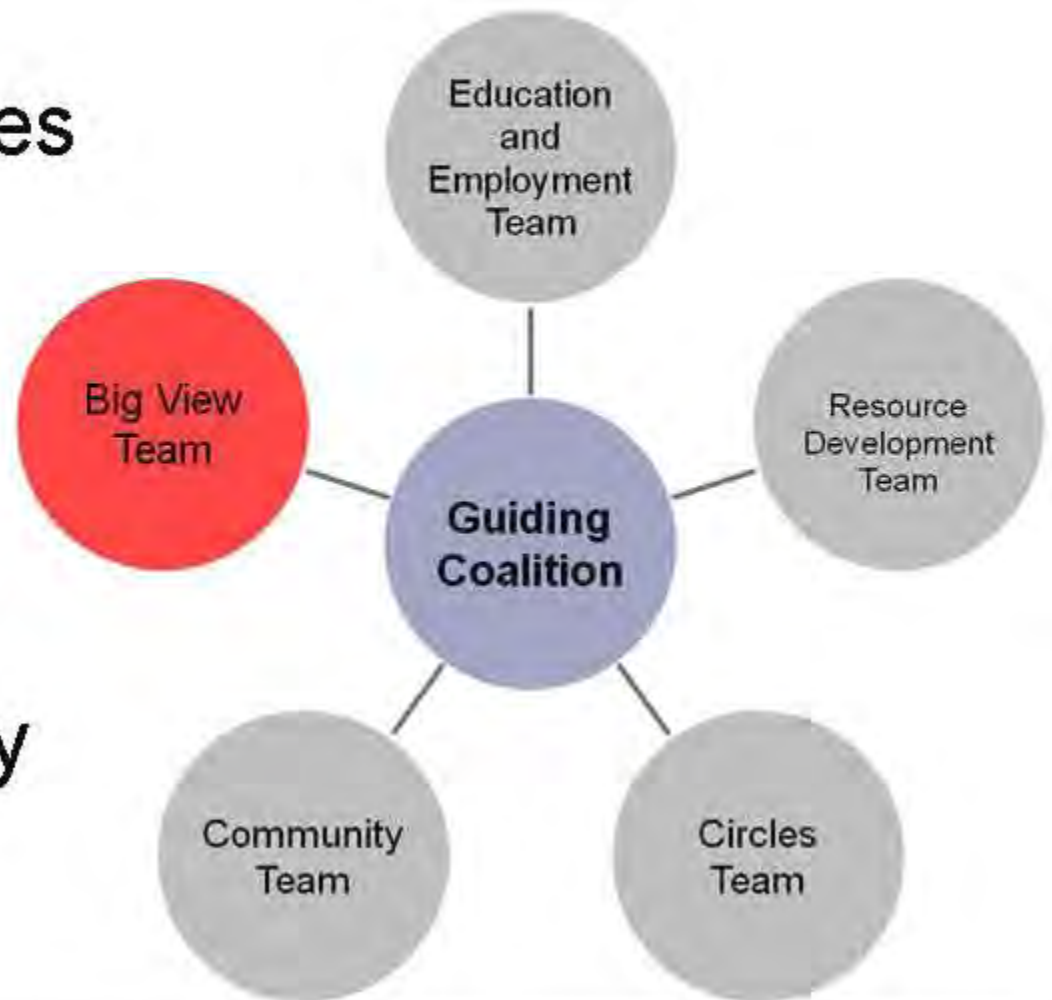 es
y
Education
and
Employment
Team
Big View
Team
Resource
Development
Team
Guiding
Coalition
Community
Team
Circles
Team